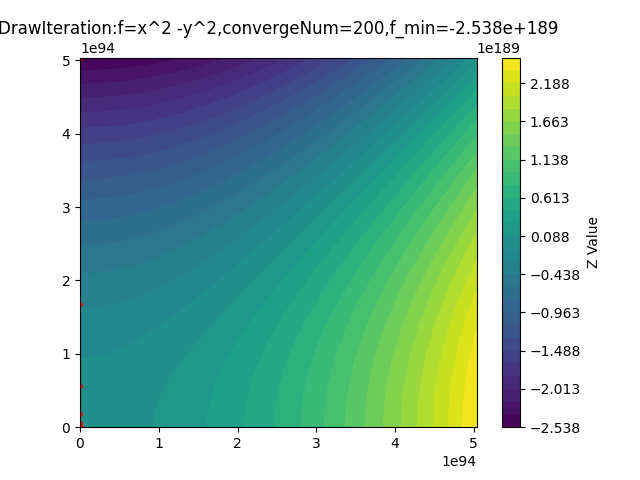 DrawIteration:f=x^2 -y^2,convergeNum=200,f_min=-2.538e+189
1e94
1e189
5
4
3
2
1
0
0 1 2 3 4 5
1e94
2.188
1.663
1.138
0.613
0.088
−0.438
−0.963
−1.488
−2.013
−2.538
Z Value